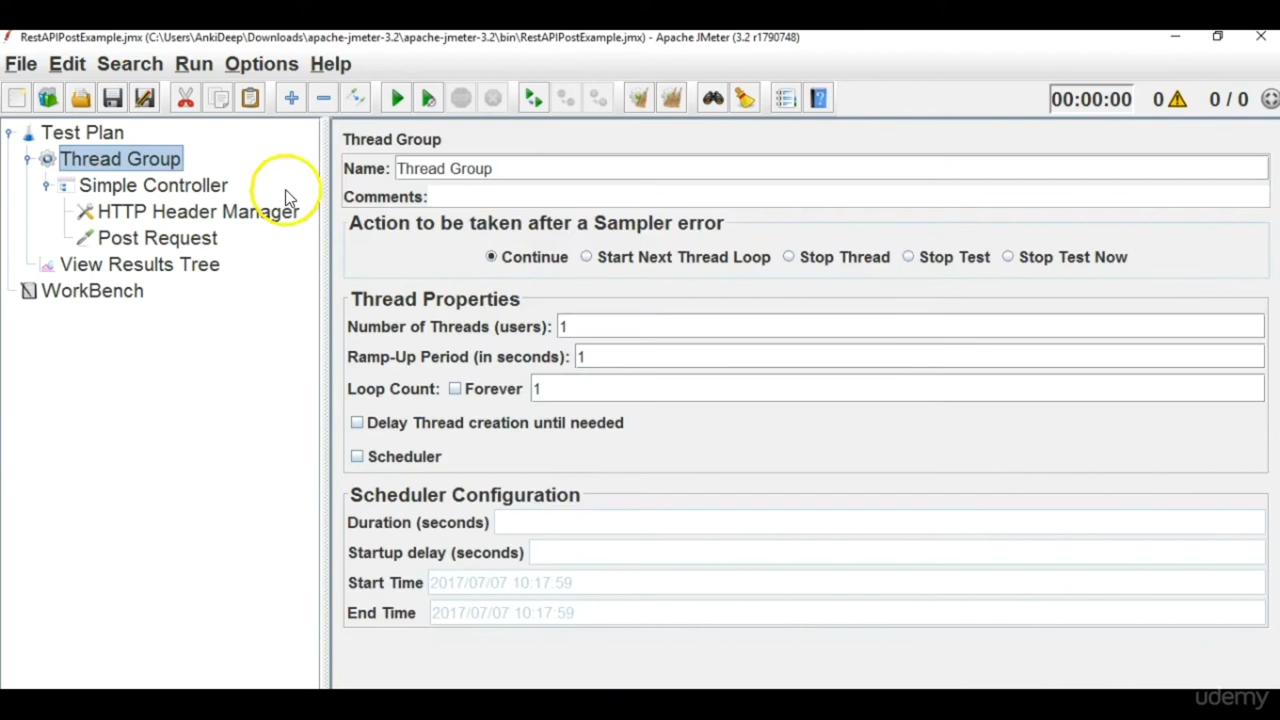 RestAPIPostExample.jmx (C:\Users\AnkiDeep\Downloads\apache-jmeter-3.2\apache-jmeter-3.2\bin\RestAPIPostExample.jmx) - Apache JMeter (3.2 r1790748)
File Edit Search Run Options Help
00:00:00 0 0 / 0
Test Plan
Thread Group
Simple Controller
HTTP Header Manager
Post Request
View Results Tree
WorkBench
Thread Group
Name: Thread Group
Comments:
Action to be taken after a Sampler error
Continue Start Next Thread Loop Stop Thread Stop Test Stop Test Now
Thread Properties
Number of Threads (users): 1
Ramp-Up Period (in seconds): 1
Loop Count: Forever 1
Delay Thread creation until needed
Scheduler
Scheduler Configuration
Duration (seconds)
Startup delay (seconds)
Start Time 2017/07/07 10:17:59
End Time 2017/07/07 10:17:59
udemy